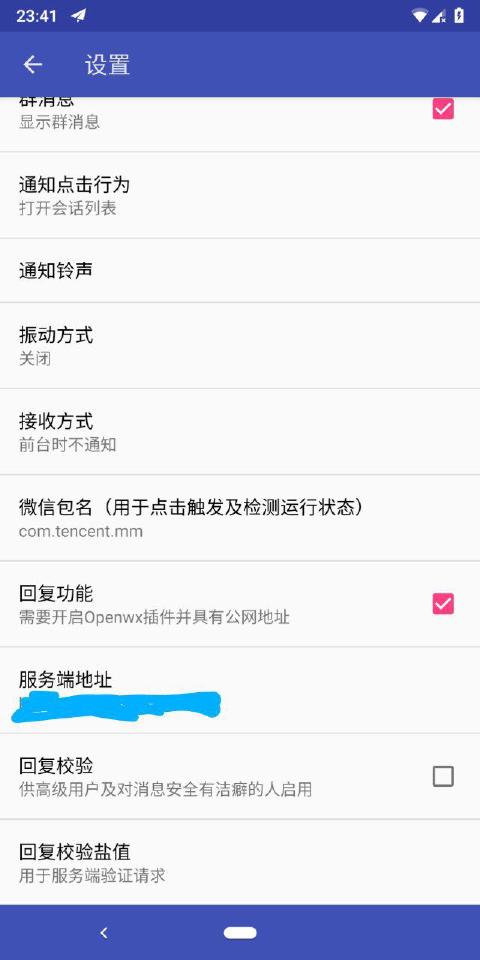 23:41
设置
群消息
显示群消息
通知点击行为
打开会话列表
通知铃声
振动方式
关闭
接收方式
前台时不通知
微信包名（用于点击触发及检测运行状态）
com.tencent.mm
回复功能
需要开启Openwx插件并具有公网地址
服务端地址
回复校验
供高级用户及对消息安全有洁癖的人启用
回复校验盐值
用于服务端验证请求